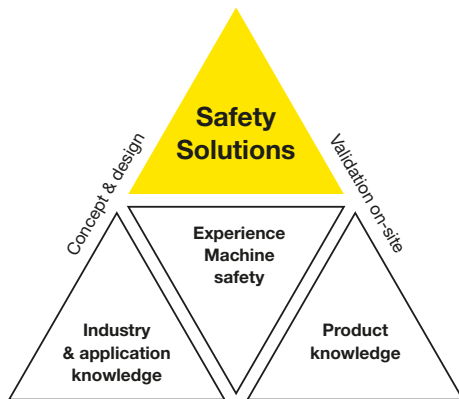 Safety
Solutions
Concept & design
Validation on-site
Experience
Machine
safety
Industry
& application
knowledge
Product
knowledge